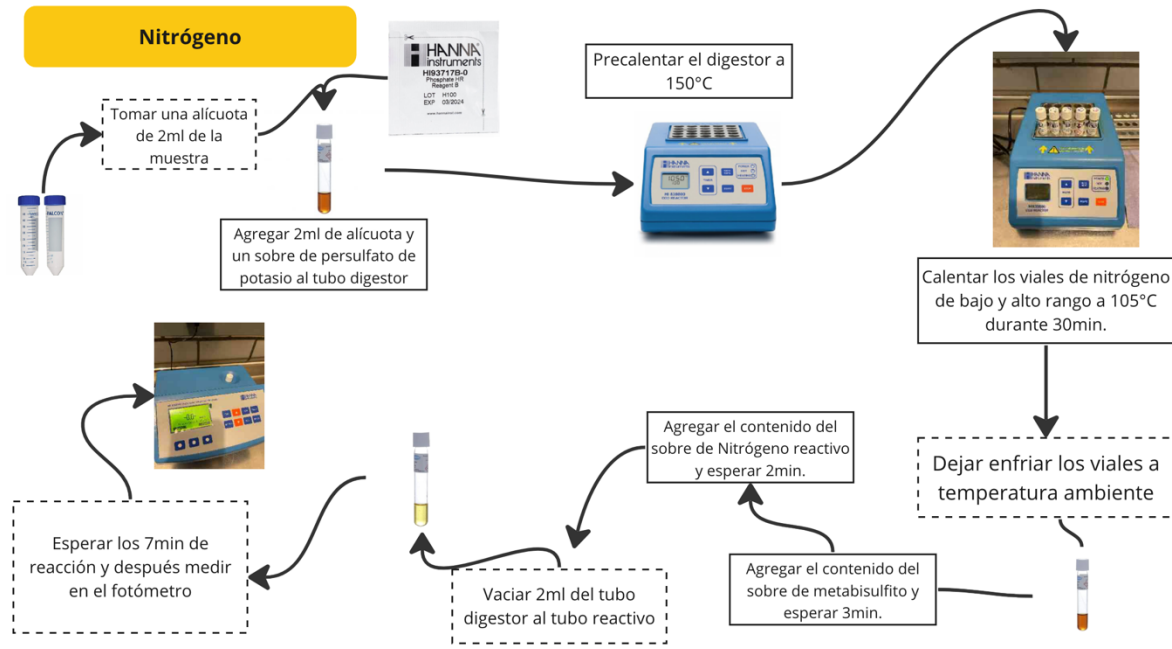 Nitrógeno
Tomar una alícuota
de 2ml de la
muestra
HANNA
instruments
HI93717B-0
Phosphate HR
Reagent B
LOT H100
EXP 03/2024
www.hannainst.com
Agregar 2ml de alícuota y
un sobre de persulfato de
potasio al tubo digestor
Precalentar el digestor a
150°C
HANNA
Calentar los viales de nitrógeno
de bajo y alto rango a 105°C
durante 30min.
Dejar enfriar los viales a
temperatura ambiente
Agregar el contenido del
sobre de metabisulfito y
esperar 3min.
Agregar el contenido del
sobre de Nitrógeno reactivo
y esperar 2min.
Vaciar 2ml del tubo
digestor al tubo reactivo
Esperar los 7min de
reacción y después medir
en el fotómetro